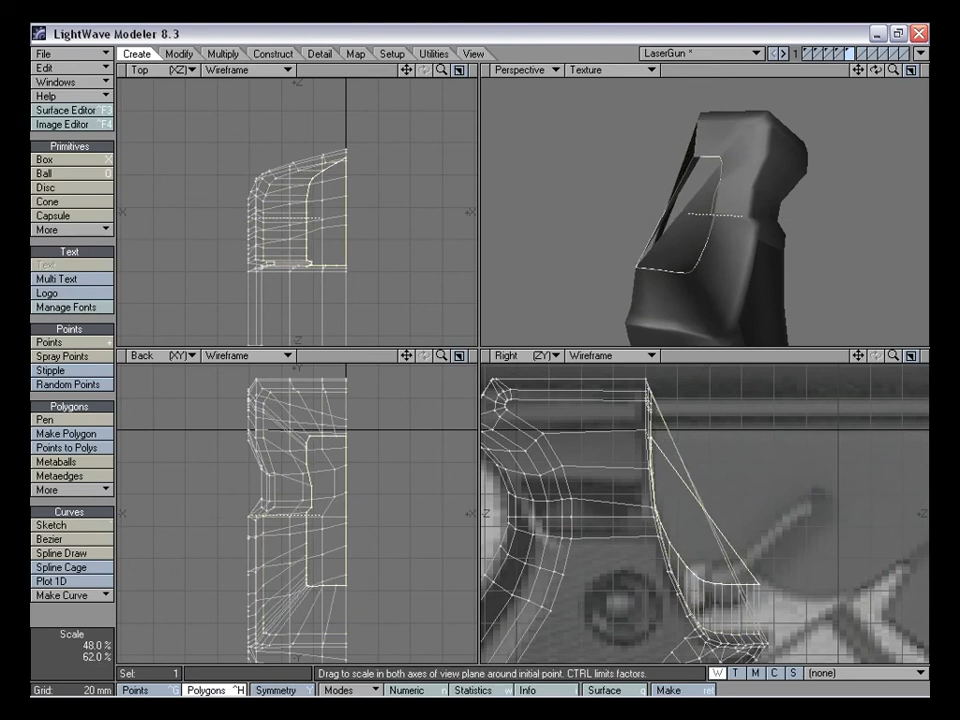 LightWave Modeler 8.3
File
Create Modify Multiply Construct Detail Map Setup Utilities View LaserGun * 1
Edit
Top (XZ) Wireframe Perspective Texture
Windows
Help
Surface Editor ^F3
Image Editor ^F4
Primitives
Box X
Ball O
Disc
Cone
Capsule
More
Text
Text
Multi Text
Logo
Manage Fonts
Points
Points +
Spray Points
Back (XY) Wireframe Right (ZY) Wireframe
Stipple
Random Points
Polygons
Pen
Make Polygon
Points to Polys
Metaballs
Metaedges
More
Curves
Sketch
Bezier
Spline Draw
Spline Cage
Plot 1D
Make Curve
Scale
48.0 %
62.0 %
Sel: 1 Drag to scale in both axes of view plane around initial point. CTRL limits factors. W T M C S (none)
Grid: 20 mm Points ^G Polygons ^H Symmetry Y Modes Numeric n Statistics w Info i Surface q Make ret